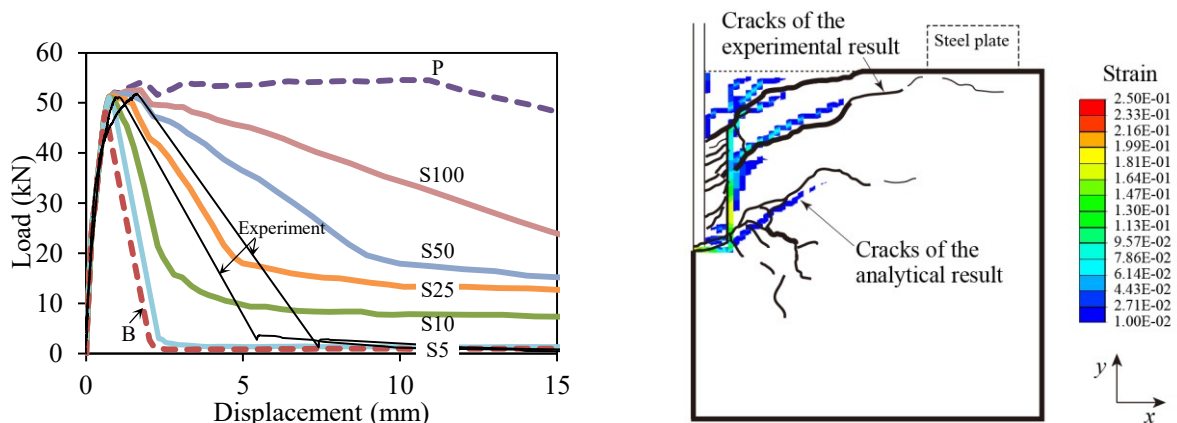 60
50
40
30
20
10
0
Load (kN)
P
S100
Experiment
S50
S25
S10
S5
B
0
5
10
15
Displacement (mm)
Cracks of the
experimental result
Steel plate
Cracks of the
analytical result
Strain
2.50E-01
2.33E-01
2.16E-01
1.99E-01
1.81E-01
1.64E-01
1.47E-01
1.30E-01
1.13E-01
9.57E-02
7.86E-02
6.14E-02
4.43E-02
2.71E-02
1.00E-02
y
x